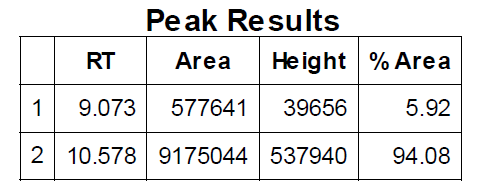 Peak Results
RT Area Height % Area
1 9.073 577641 39656 5.92
2 10.578 9175044 537940 94.08